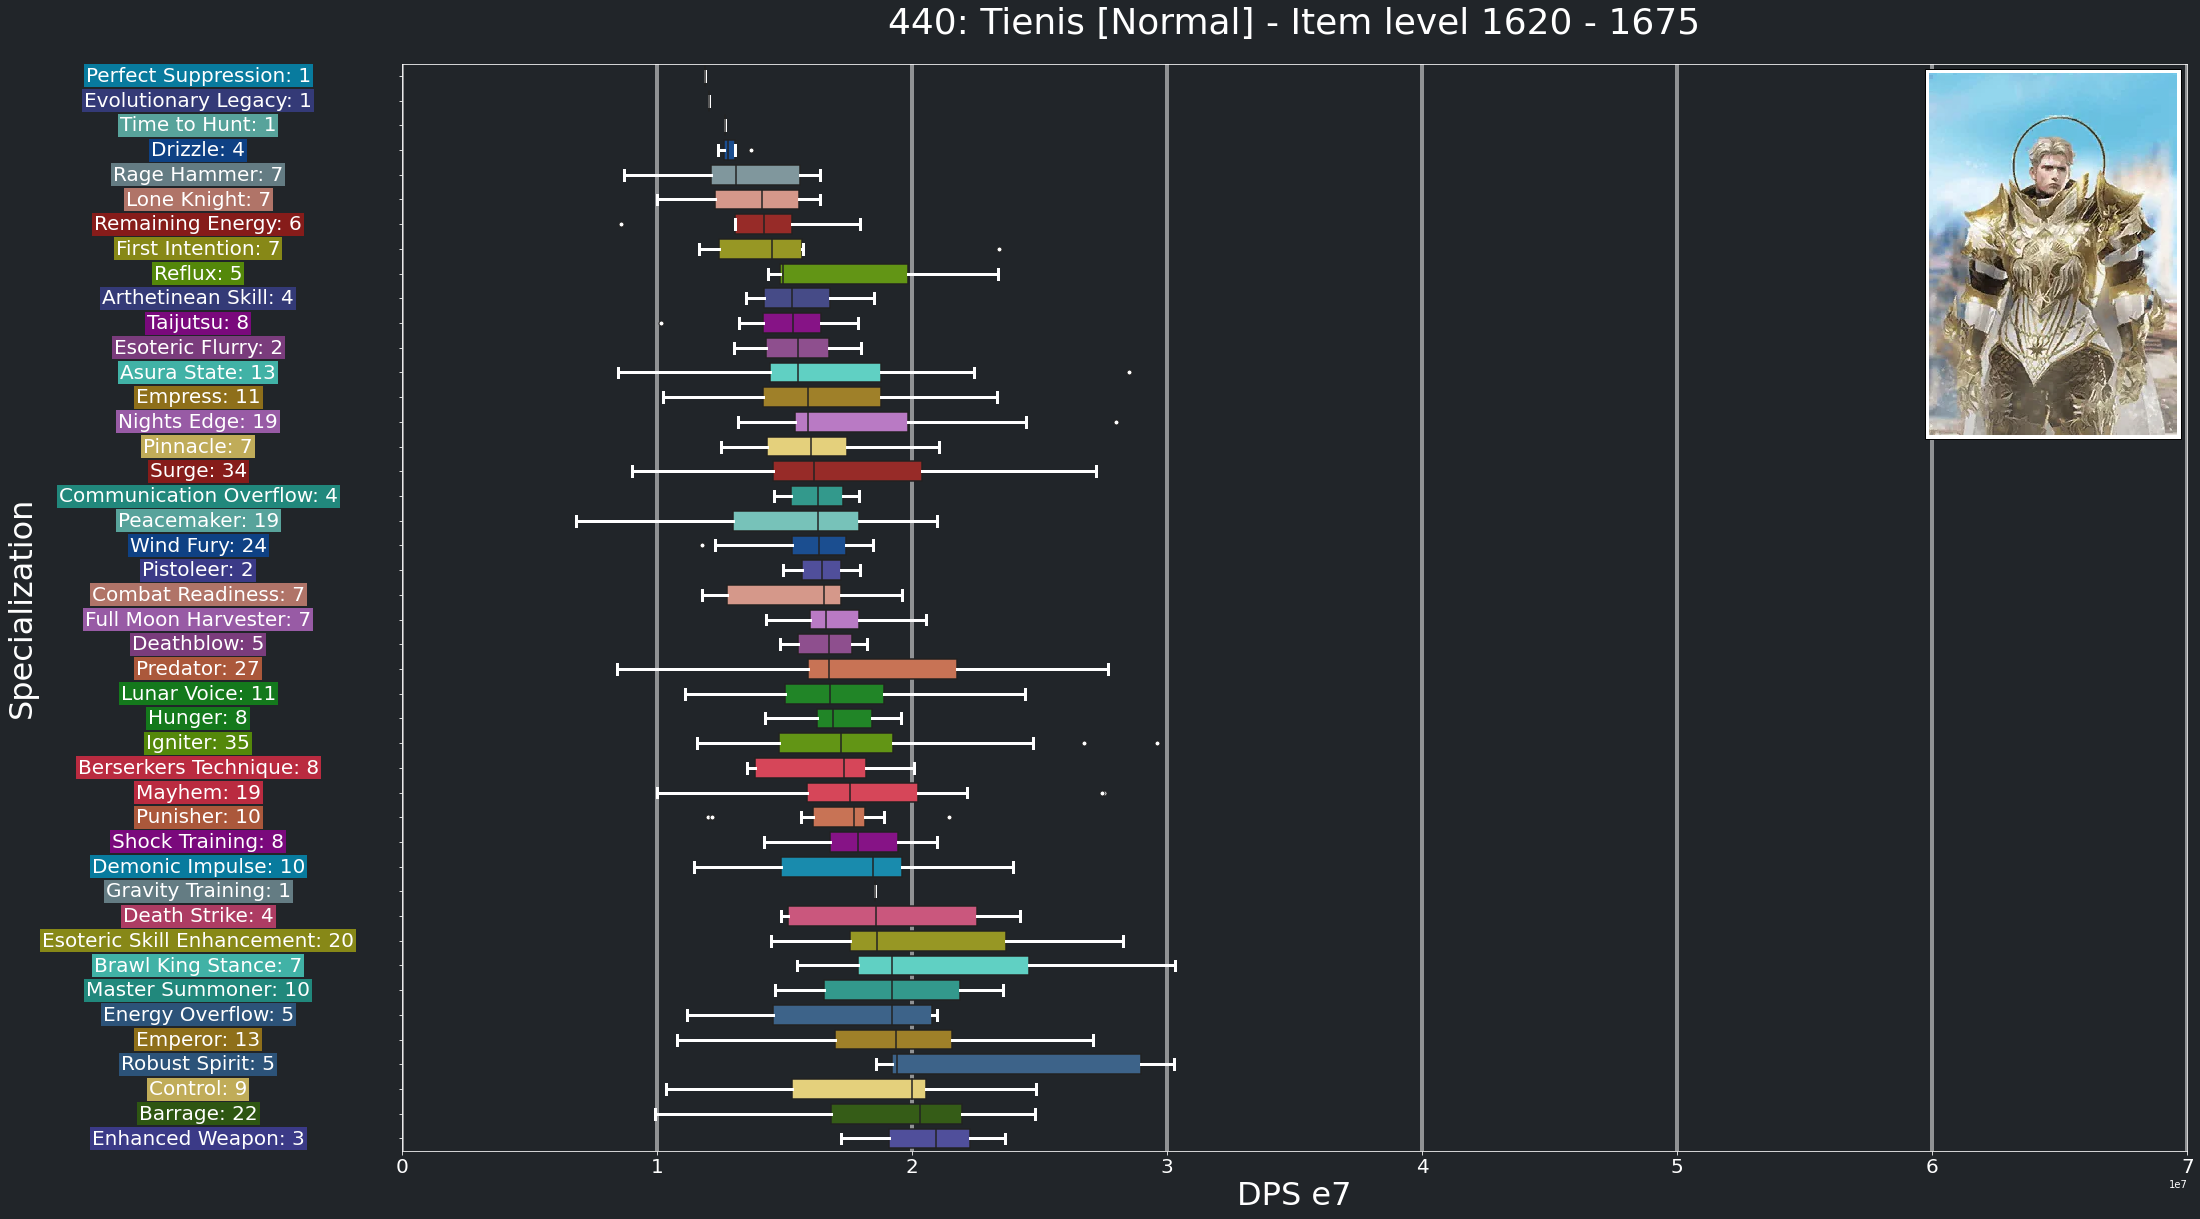 440: Tienis [Normal] - Item level 1620 - 1675
Specialization
Perfect Suppression: 1
Evolutionary Legacy: 1
Time to Hunt: 1
Drizzle: 4
Rage Hammer: 7
Lone Knight: 7
Remaining Energy: 6
First Intention: 7
Reflux: 5
Arthetinean Skill: 4
Taijutsu: 8
Esoteric Flurry: 2
Asura State: 13
Empress: 11
Nights Edge: 19
Pinnacle: 7
Surge: 34
Communication Overflow: 4
Peacemaker: 19
Wind Fury: 24
Pistoleer: 2
Combat Readiness: 7
Full Moon Harvester: 7
Deathblow: 5
Predator: 27
Lunar Voice: 11
Hunger: 8
Igniter: 35
Berserkers Technique: 8
Mayhem: 19
Punisher: 10
Shock Training: 8
Demonic Impulse: 10
Gravity Training: 1
Death Strike: 4
Esoteric Skill Enhancement: 20
Brawl King Stance: 7
Master Summoner: 10
Energy Overflow: 5
Emperor: 13
Robust Spirit: 5
Control: 9
Barrage: 22
Enhanced Weapon: 3
0 1 2 3 4 5 6 7
1e7
DPS e7